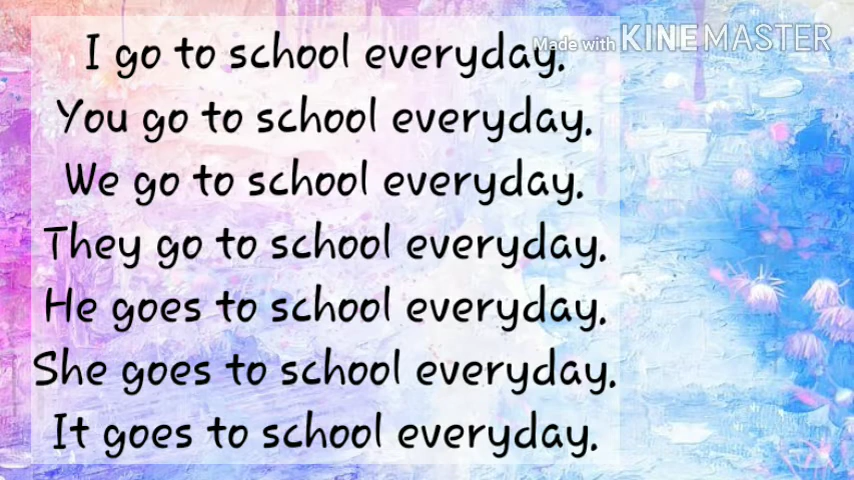 Made with KINEMASTER
I go to school everyday.
You go to school everyday.
We go to school everyday.
They go to school everyday.
He goes to school everyday.
She goes to school everyday.
It goes to school everyday.